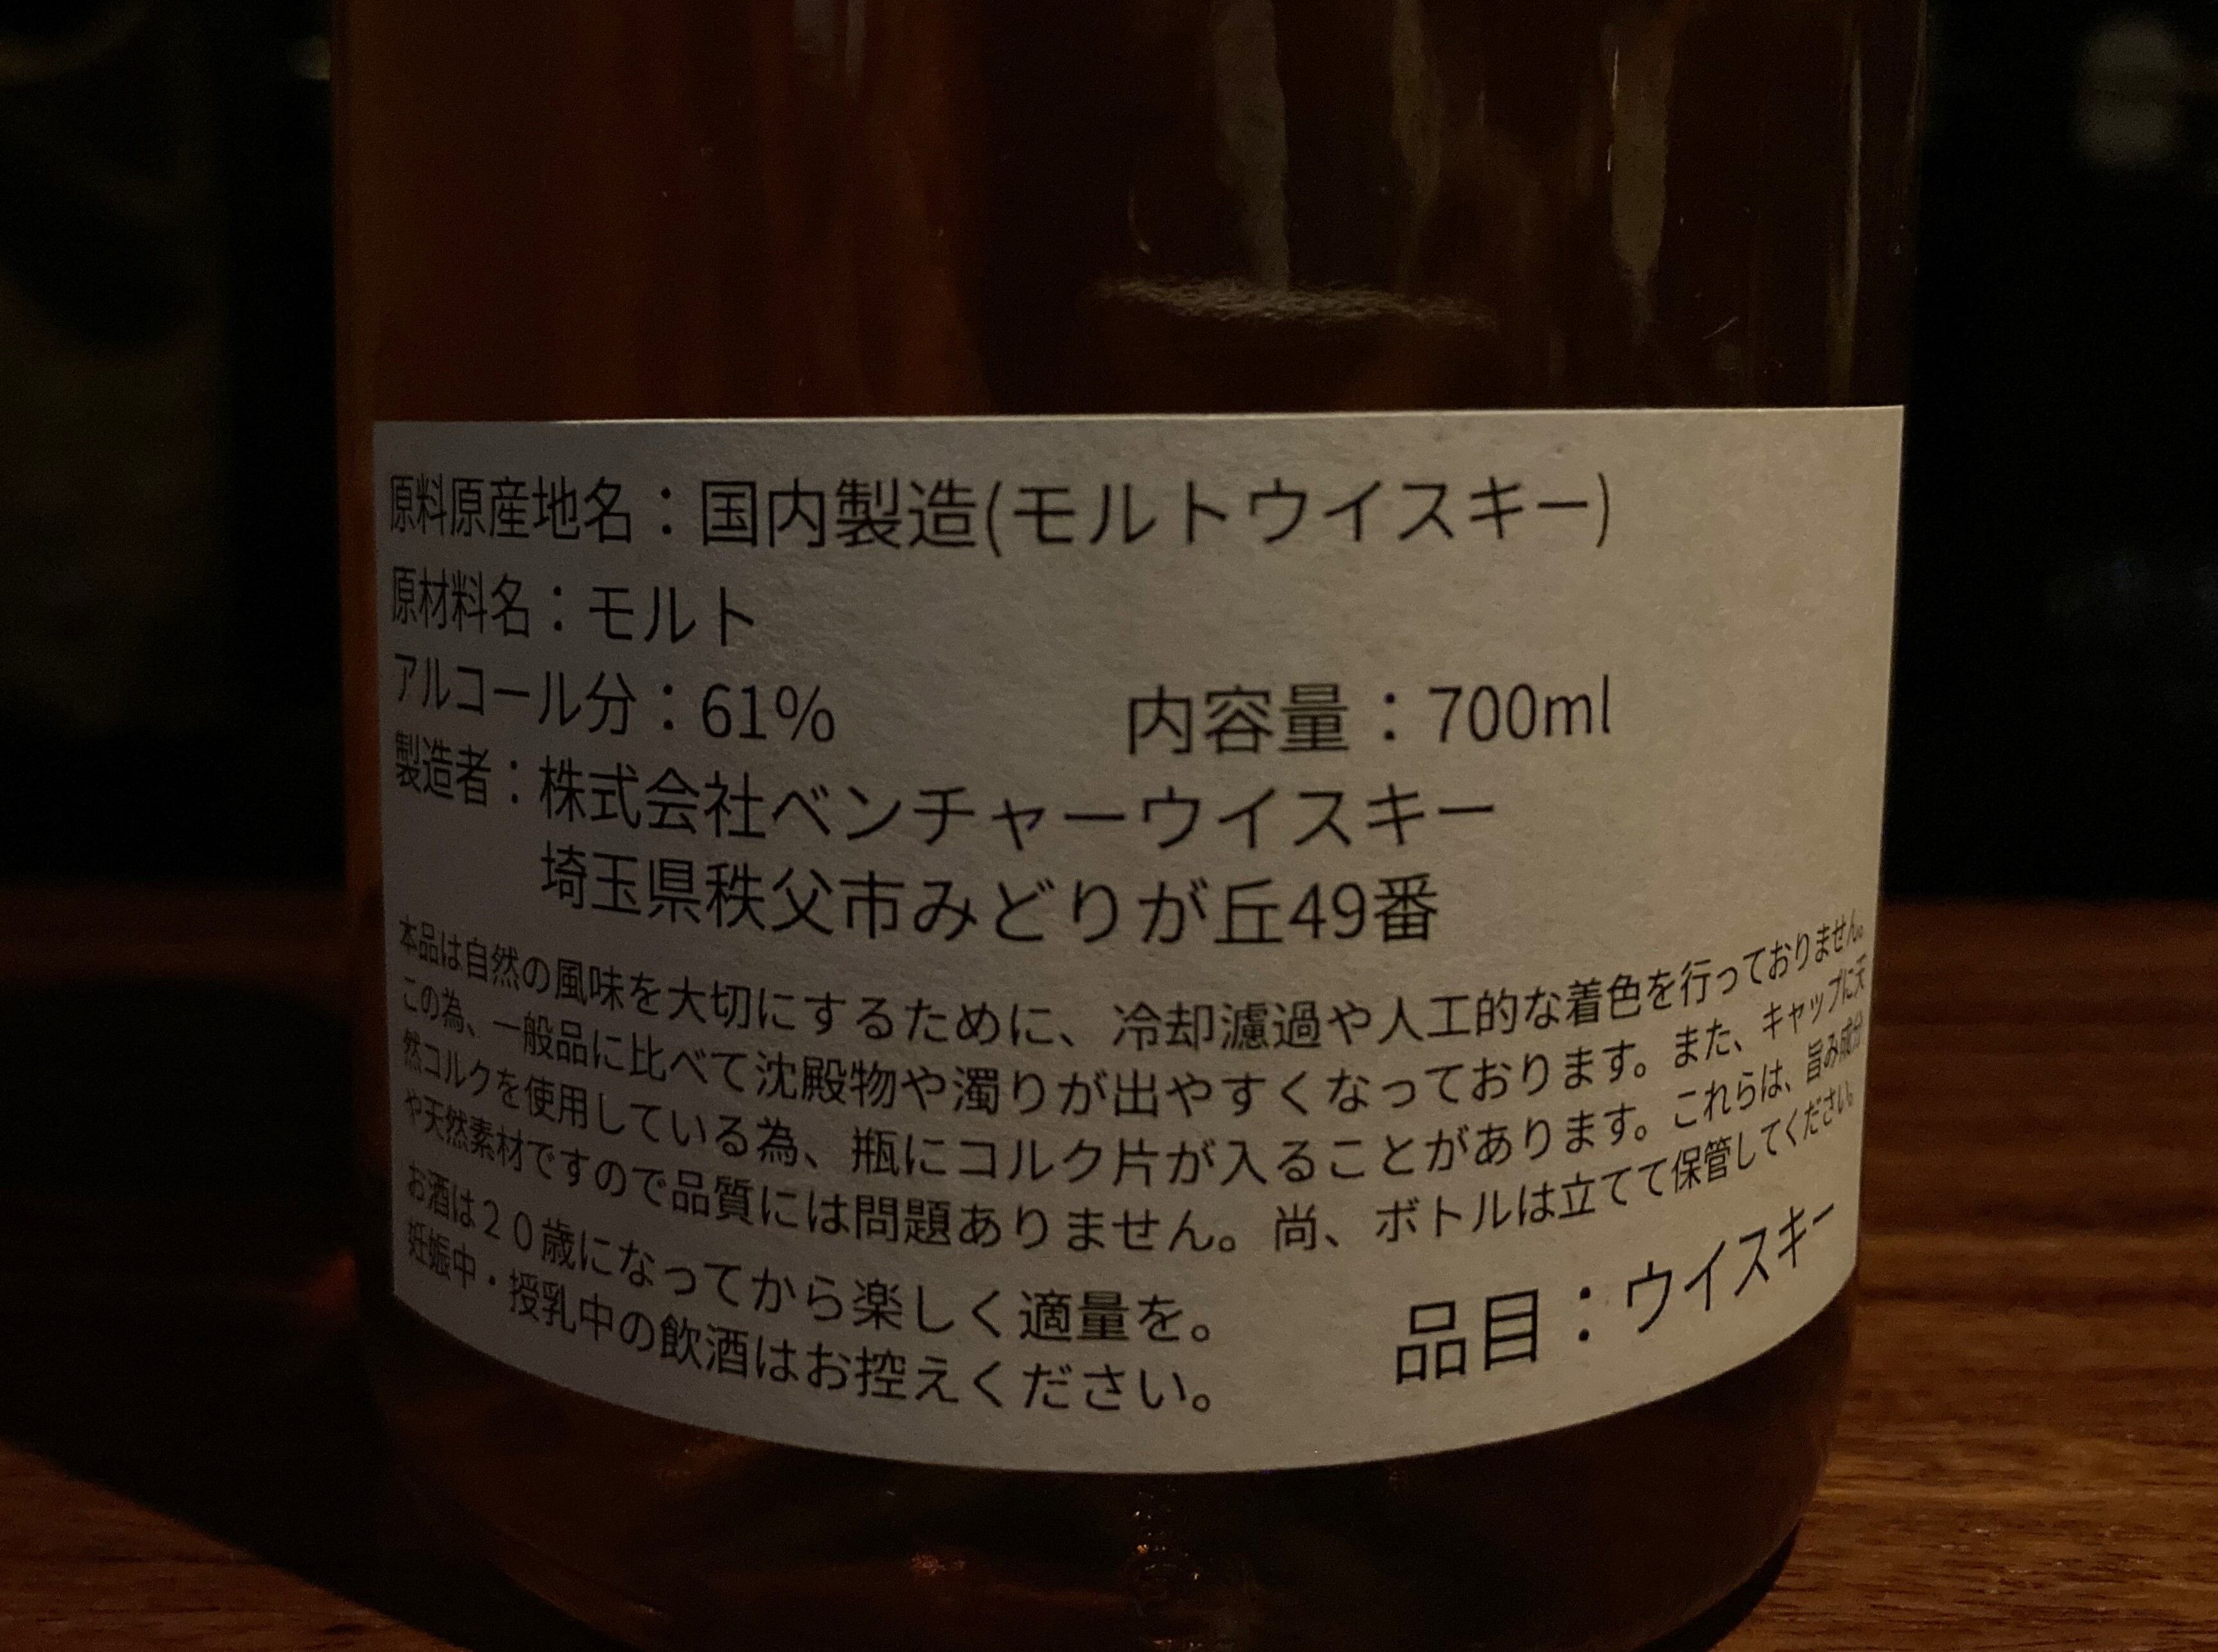 原料原産地名：国内製造(モルトウイスキー)
原材料名：モルト
アルコール分：61%　内容量：700ml
製造者：株式会社ベンチャーウイスキー
埼玉県秩父市みどりが丘49番
本品は自然の風味を大切にするために、冷却濾過や人工的な着色を行っておりません。
この為、一般品に比べて沈殿物や濁りが出やすくなっております。また、キャップに天
然コルクを使用している為、瓶にコルク片が入ることがあります。これらは、旨み成分
や天然素材ですので品質には問題ありません。尚、ボトルは立てて保管してください。
お酒は２０歳になってから楽しく適量を。
妊娠中・授乳中の飲酒はお控えください。
品目：ウイスキー